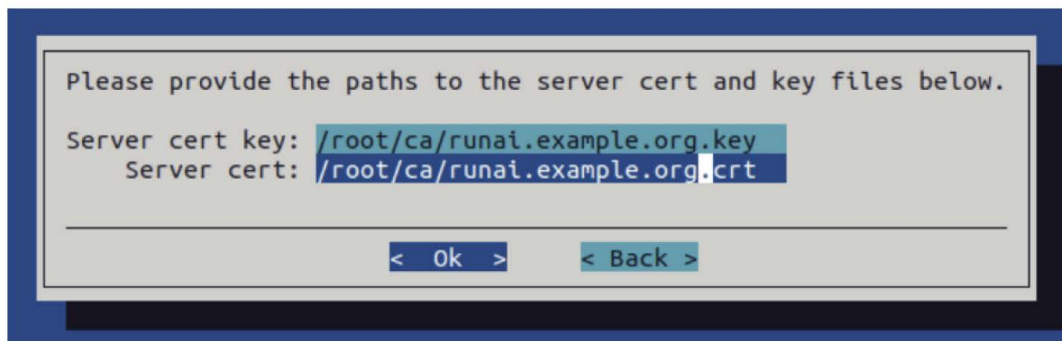 Please provide the paths to the server cert and key files below.
Server cert key: /root/ca/runai.example.org.key
Server cert: /root/ca/runai.example.org.crt
< Ok > < Back >